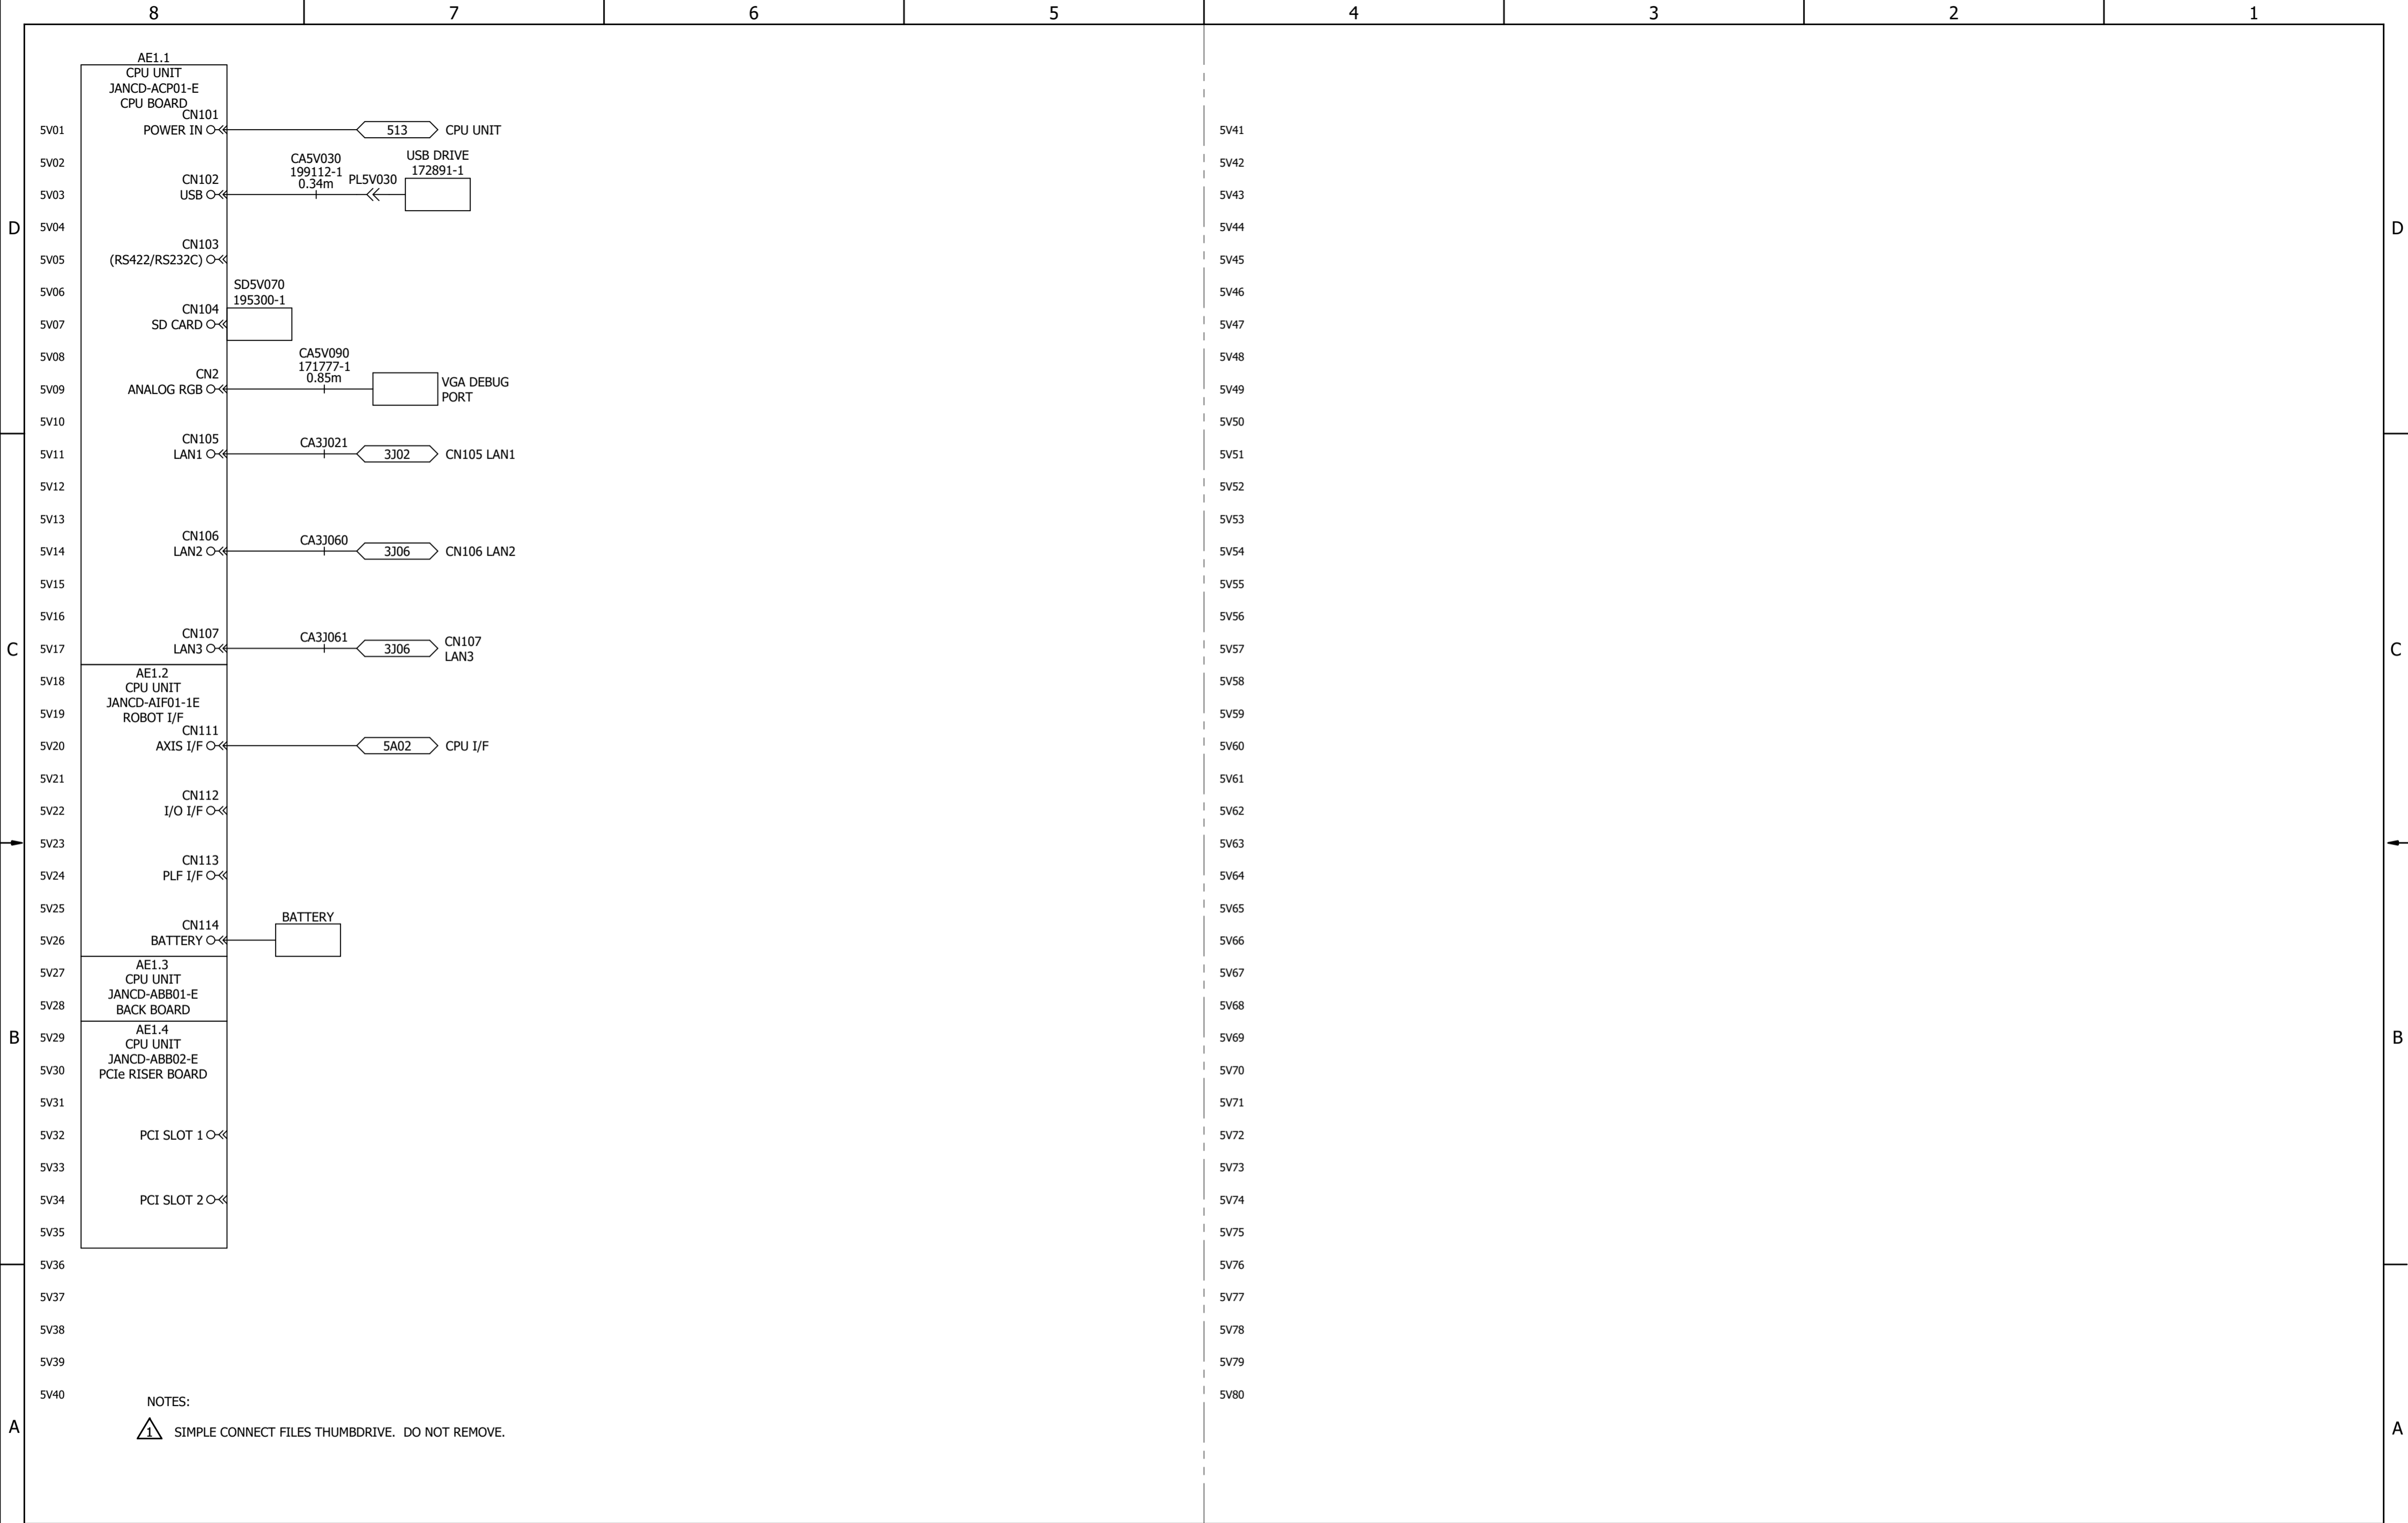 8 7 6 5 4 3 2 1
AE1.1
CPU UNIT
JANCD-ACP01-E
CPU BOARD
CN101
5V01 POWER IN 513 CPU UNIT 5V41
5V02 CA5V030 USB DRIVE 5V42
199112-1 172891-1
CN102 0.34m PL5V030
5V03 USB 5V43
D 5V04 5V44 D
CN103
5V05 (RS422/RS232C) 5V45
SD5V070
5V06 195300-1 5V46
CN104
5V07 SD CARD 5V47
CA5V090
5V08 171777-1 5V48
CN2 0.85m
VGA DEBUG
5V09 ANALOG RGB 5V49
PORT
5V10 5V50
CN105 CA3J021
5V11 LAN1 3J02 CN105 LAN1 5V51
5V12 5V52
5V13 5V53
CN106 CA3J060
5V14 LAN2 3J06 CN106 LAN2 5V54
5V15 5V55
5V16 5V56
CN107 CA3J061 CN107
C 5V17 LAN3 3J06 5V57 C
LAN3
AE1.2
5V18 CPU UNIT 5V58
JANCD-AIF01-1E
5V19 ROBOT I/F 5V59
CN111
5V20 AXIS I/F 5A02 CPU I/F 5V60
5V21 5V61
CN112
5V22 I/O I/F 5V62
5V23 5V63
CN113
5V24 PLF I/F 5V64
5V25 5V65
CN114 BATTERY
5V26 BATTERY 5V66
AE1.3
5V27 CPU UNIT 5V67
JANCD-ABB01-E
5V28 BACK BOARD 5V68
AE1.4
B 5V29 CPU UNIT 5V69 B
JANCD-ABB02-E
5V30 PCIe RISER BOARD 5V70
5V31 5V71
5V32 PCI SLOT 1 5V72
5V33 5V73
5V34 PCI SLOT 2 5V74
5V35 5V75
5V36 5V76
5V37 5V77
5V38 5V78
5V39 5V79
5V40 5V80
NOTES:
A 1 SIMPLE CONNECT FILES THUMBDRIVE. DO NOT REMOVE. A